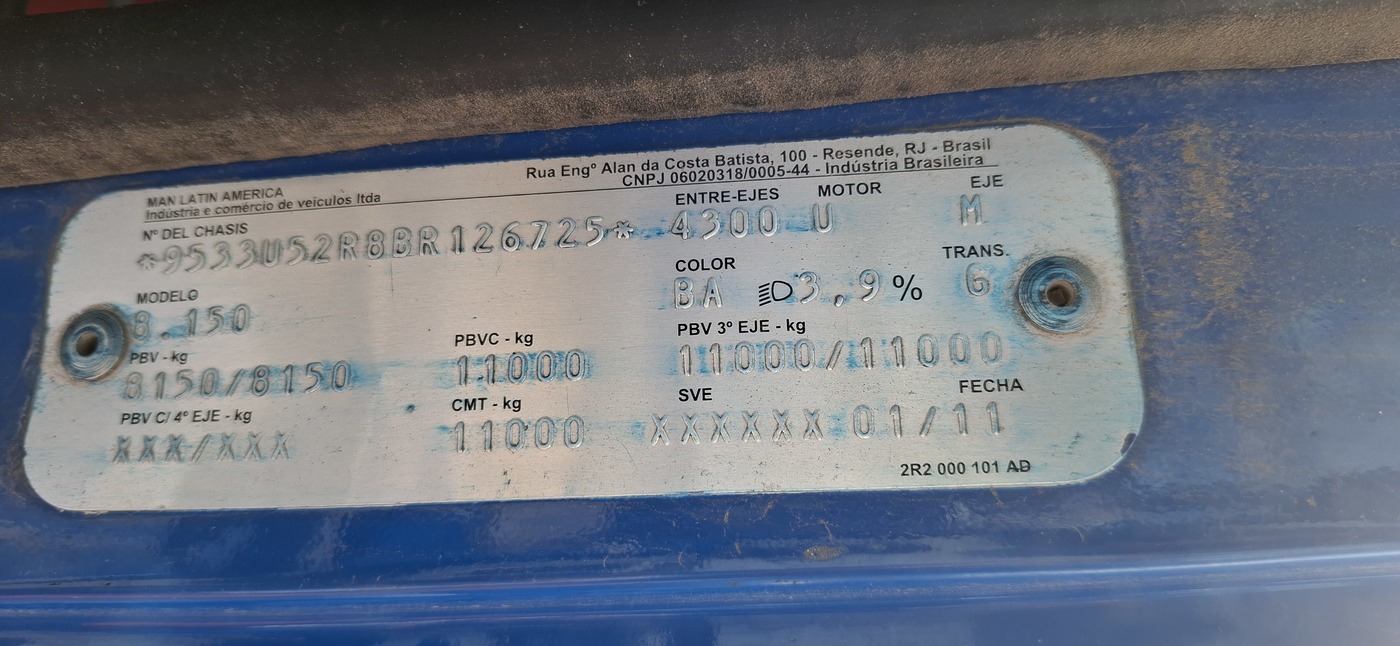 MAN LATIN AMERICA
Indústria e comércio de veículos ltda
Rua Engº Alan da Costa Batista, 100 - Resende, RJ - Brasil
CNPJ 06020318/0005-44 - Indústria Brasileira
Nº DEL CHASIS
*9533U52R8BR126725*
ENTRE-EJES MOTOR EJE
4300 U M
MODELO
8.150
COLOR TRANS.
BA 3,9% G
PBV - kg PBVC - kg PBV 3º EJE - kg
8150/8150 11000 11000/11000
PBV C/ 4º EJE - kg CMT - kg SVE FECHA
XXX/XXX 11000 XXXXXX 01/11
2R2 000 101 AD